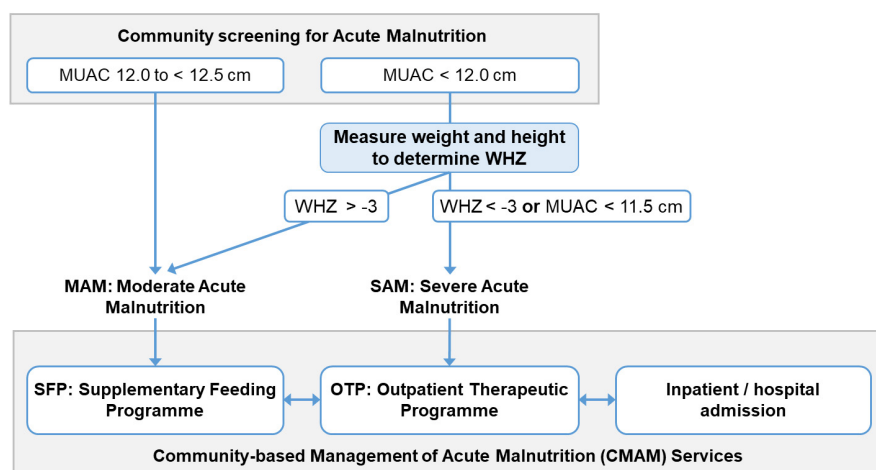 Community screening for Acute Malnutrition
MUAC 12.0 to < 12.5 cm
MUAC < 12.0 cm
Measure weight and height
to determine WHZ
WHZ > -3
WHZ < -3 or MUAC < 11.5 cm
MAM: Moderate Acute
Malnutrition
SAM: Severe Acute
Malnutrition
SFP: Supplementary Feeding
Programme
OTP: Outpatient Therapeutic
Programme
Inpatient / hospital
admission
Community-based Management of Acute Malnutrition (CMAM) Services